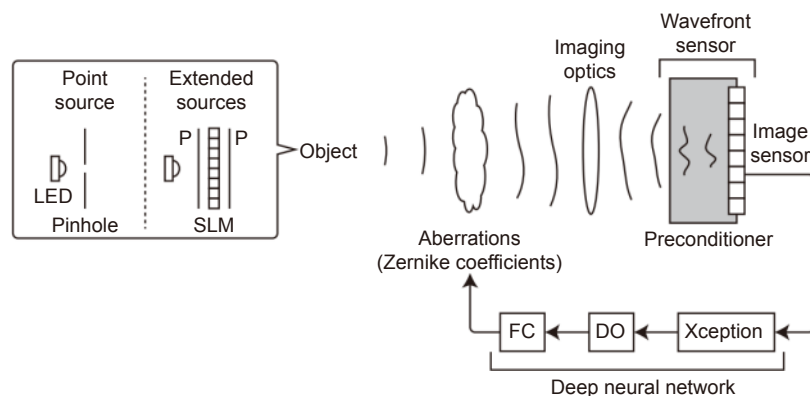 Point
source
Extended
sources
P
P
LED
Pinhole
SLM
Object
Aberrations
(Zernike coefficients)
Imaging
optics
Wavefront
sensor
Image
sensor
Preconditioner
FC
DO
Xception
Deep neural network